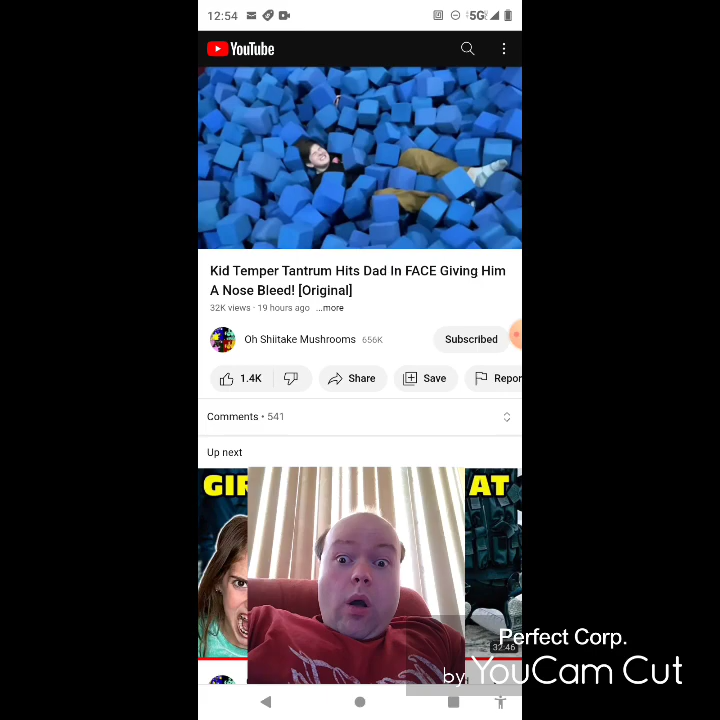 12:54
5G
YouTube
Kid Temper Tantrum Hits Dad In FACE Giving Him
A Nose Bleed! [Original]
32K views · 19 hours ago ...more
Oh Shiitake Mushrooms 656K
Subscribed
1.4K
Share
Save
Repor
Comments • 541
Up next
GIR
AT
32:46
Perfect Corp.
by YouCam Cut